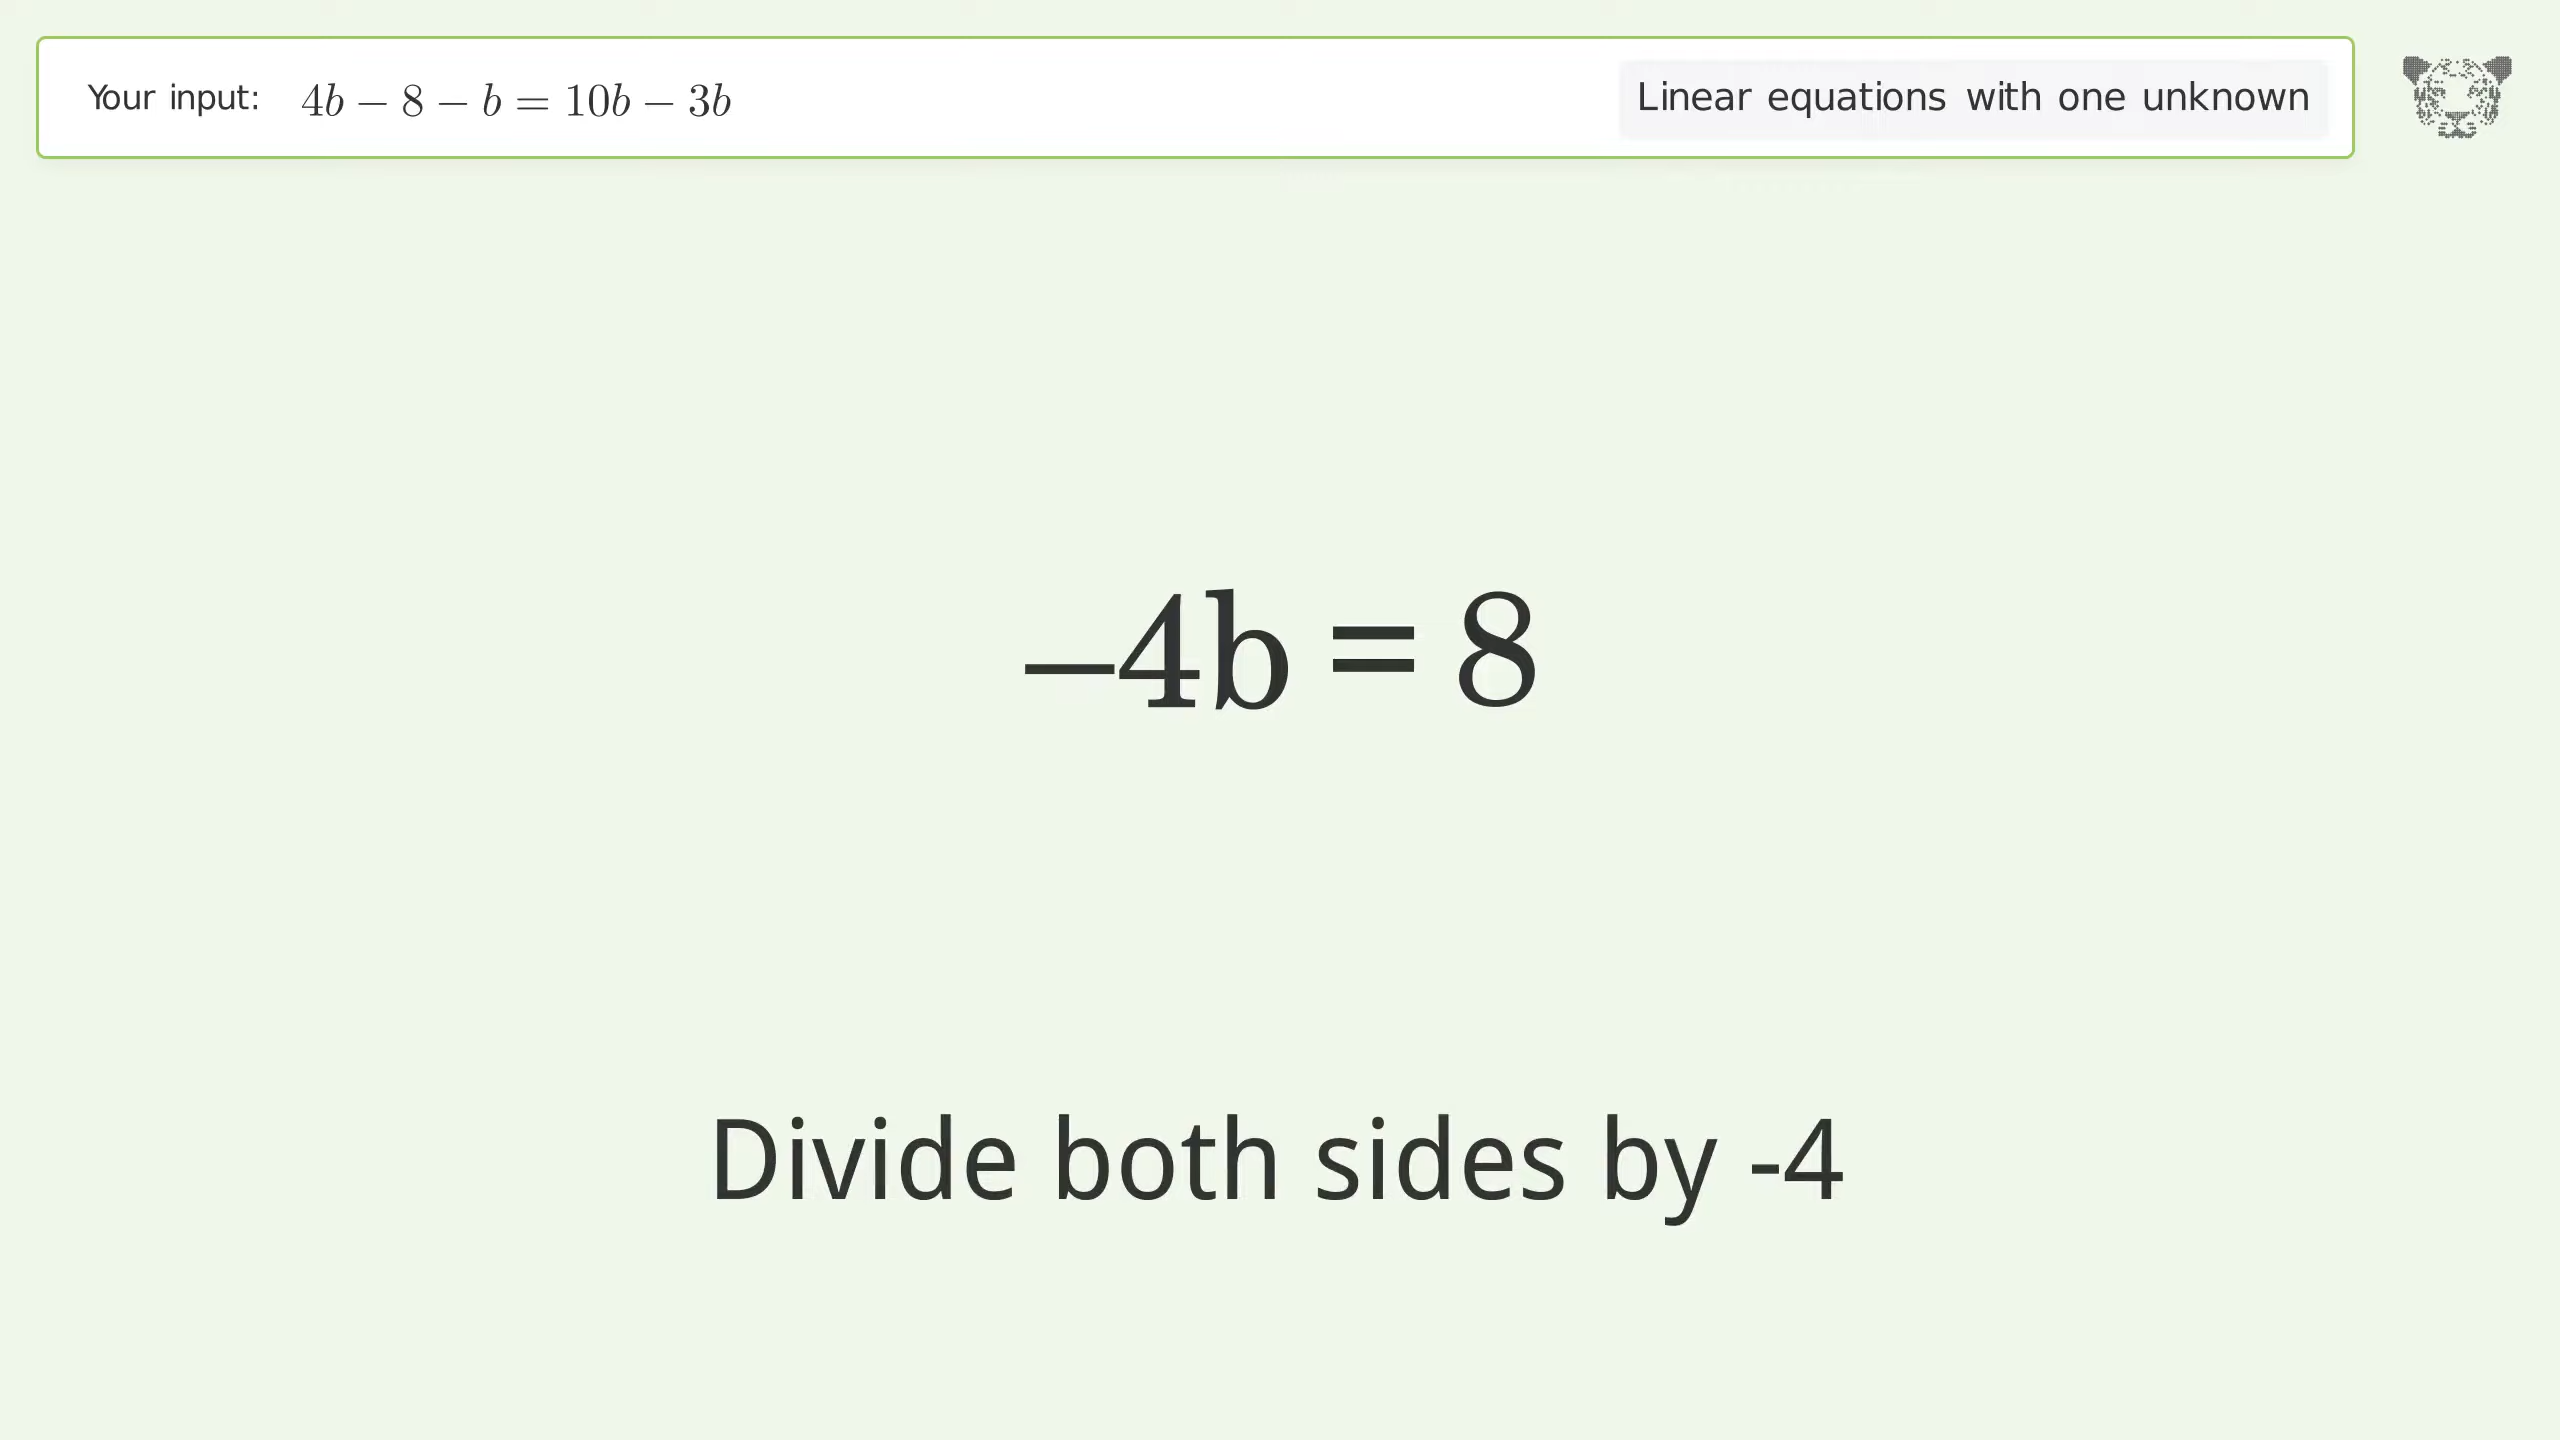 Your input: 4b − 8 − b = 10b − 3b
Linear equations with one unknown
–4b = 8
Divide both sides by -4